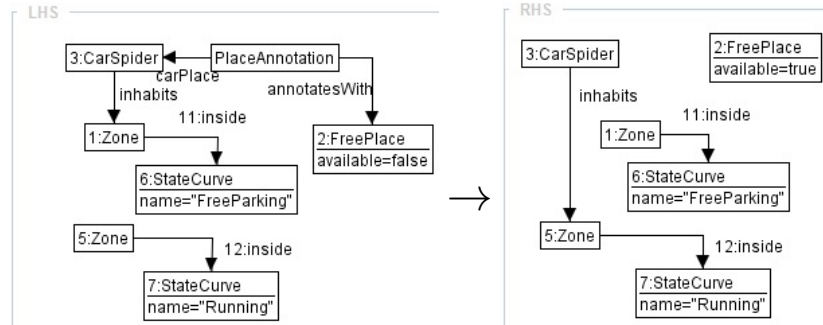 LHS
3:CarSpider
PlaceAnnotation
carPlace
inhabits
annotatesWith
11:inside
1:Zone
2:FreePlace
available=false
6:StateCurve
name="FreeParking"
5:Zone
12:inside
7:StateCurve
name="Running"
RHS
3:CarSpider
2:FreePlace
available=true
inhabits
11:inside
1:Zone
6:StateCurve
name="FreeParking"
5:Zone
12:inside
7:StateCurve
name="Running"